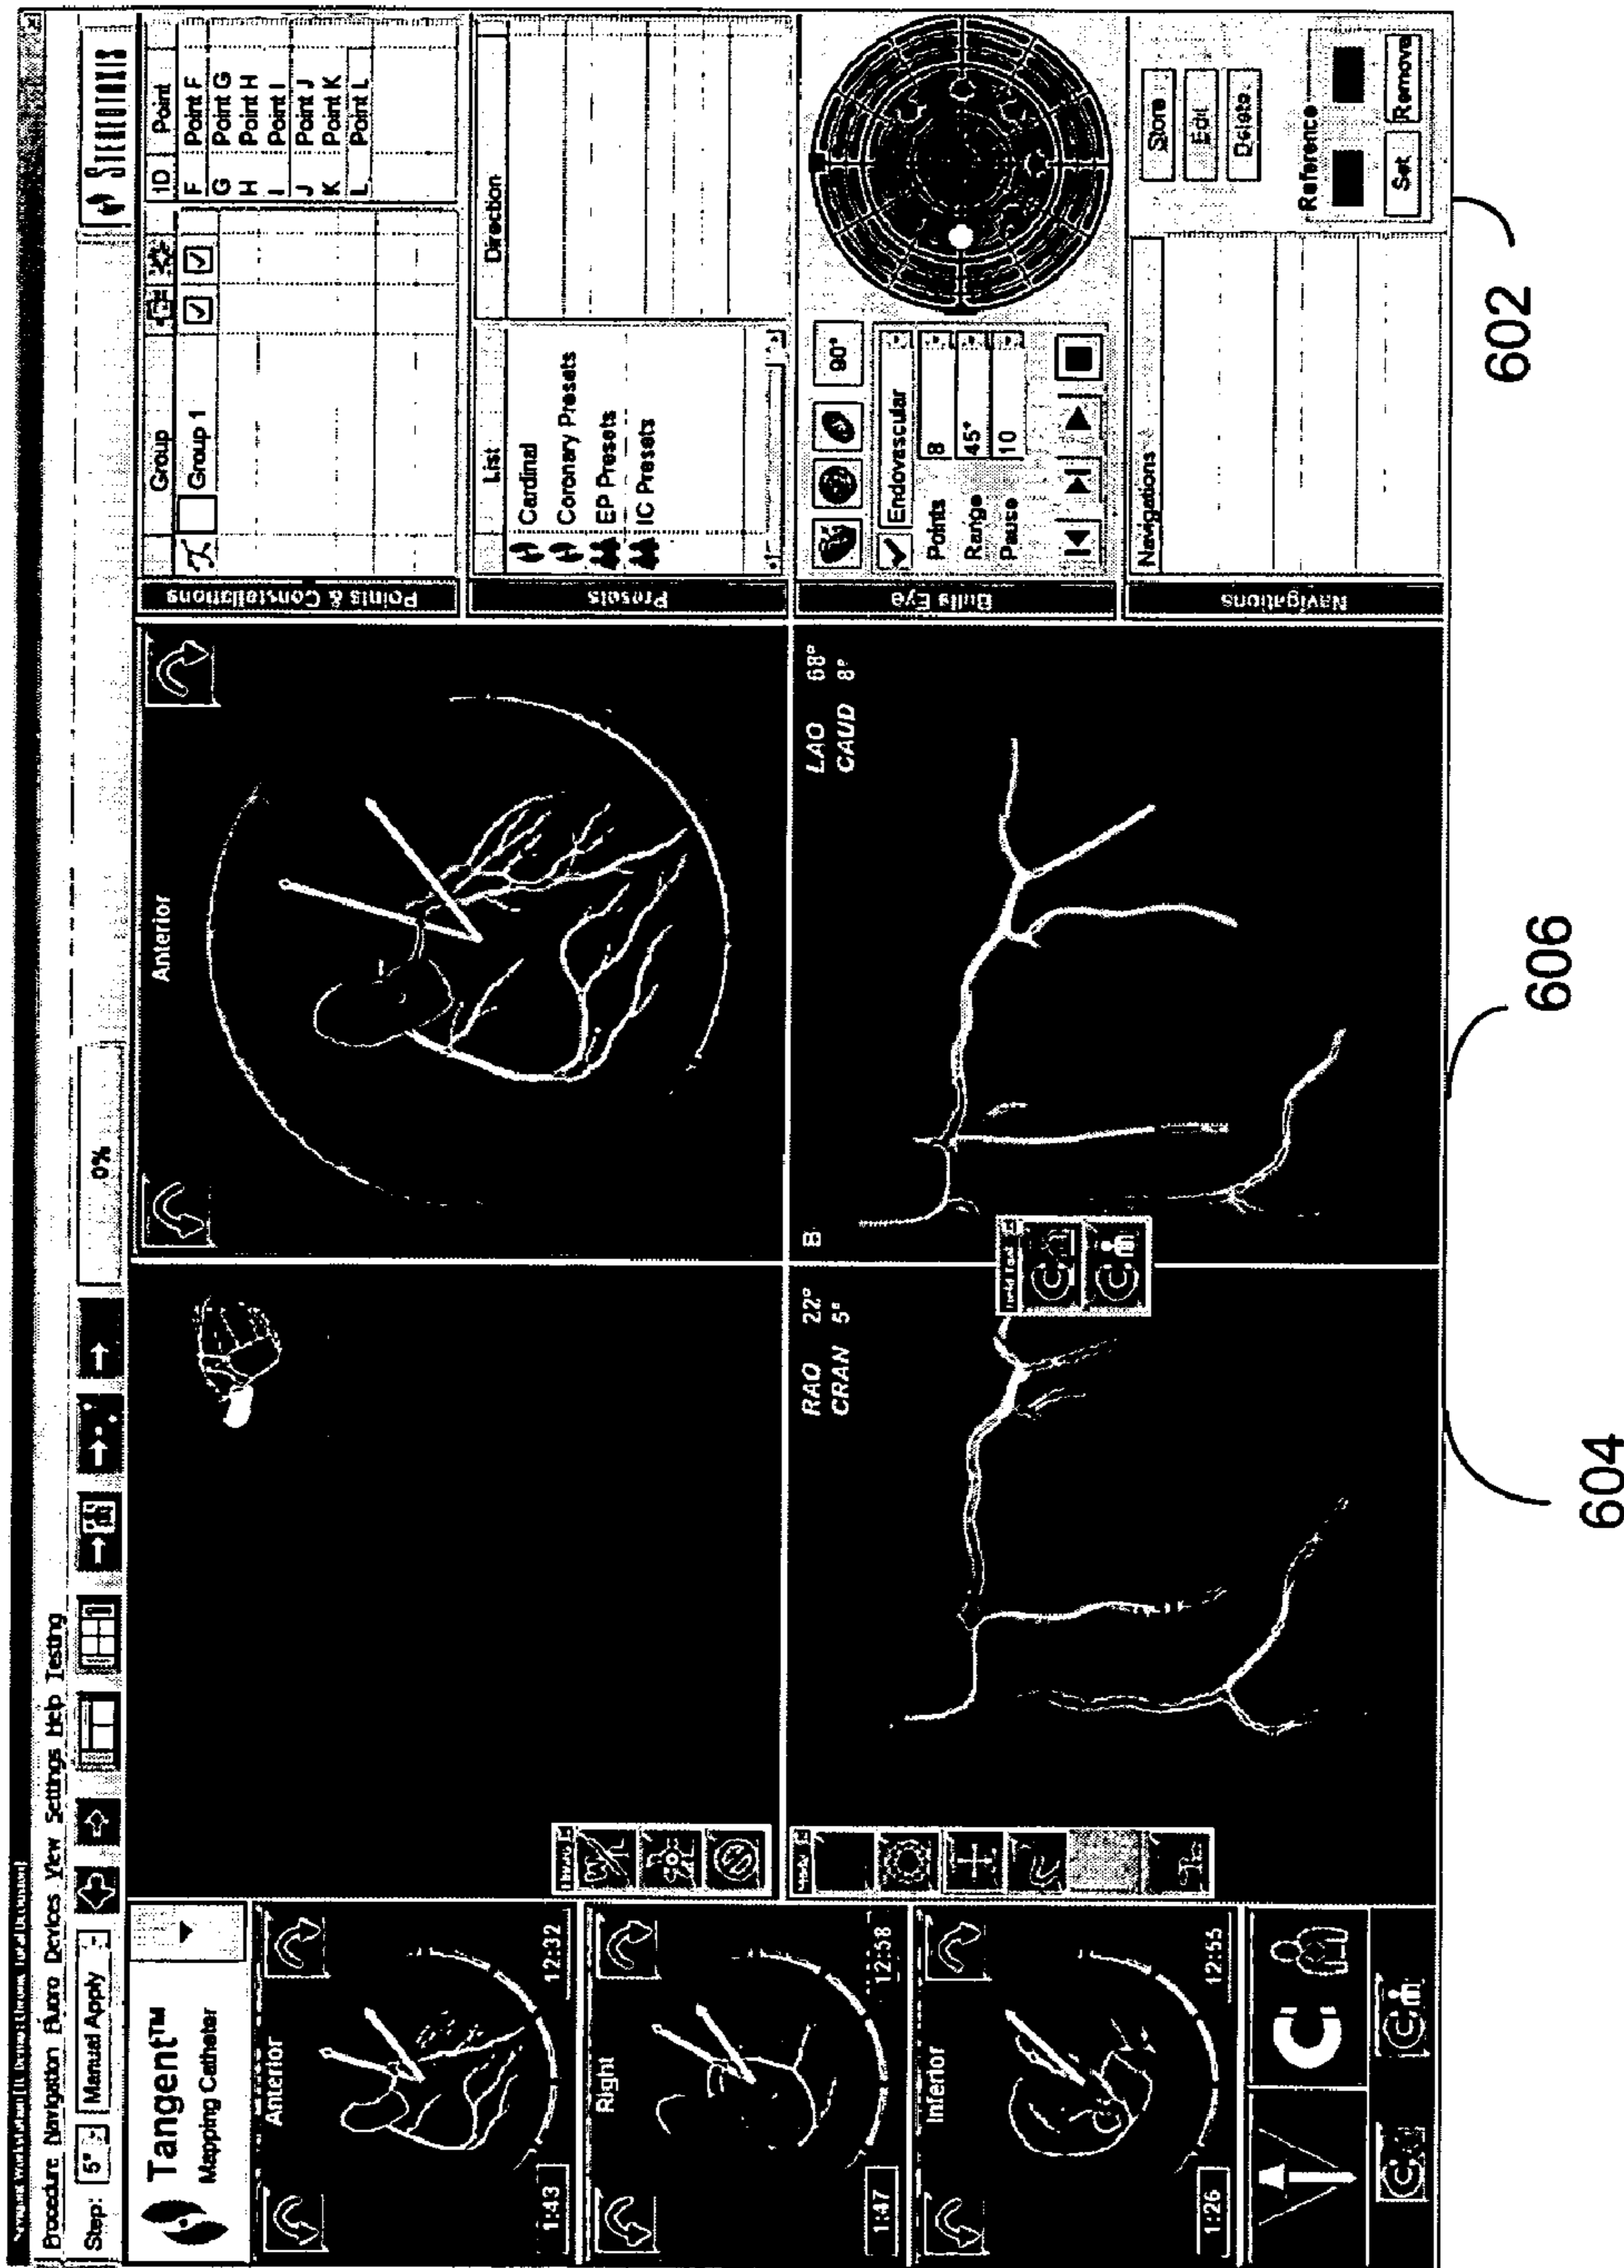 Procedure Navigation Fluoro Devices View Settings Help Testing
Step: 5° Manual Apply
0%
STEREOTAXIS
Tangent™
Mapping Catheter
Anterior
1:43
12:32
Right
1:47
12:58
Inferior
1:26
12:55
Anterior
RAO 22°
CRAN 5°
B
LAO 68°
CAUD 8°
Points & Constellations
Group
Group 1
ID Point
F Point F
G Point G
H Point H
I Point I
J Point J
K Point K
L Point L
Presets
List
Direction
Cardinal
Coronary Presets
EP Presets
IC Presets
Bulls Eye
90°
Endovascular
Points 8
Range 45°
Pause 10
Navigations
Navigations
Store
Edit
Delete
Reference
Set
Remove
602
604
606